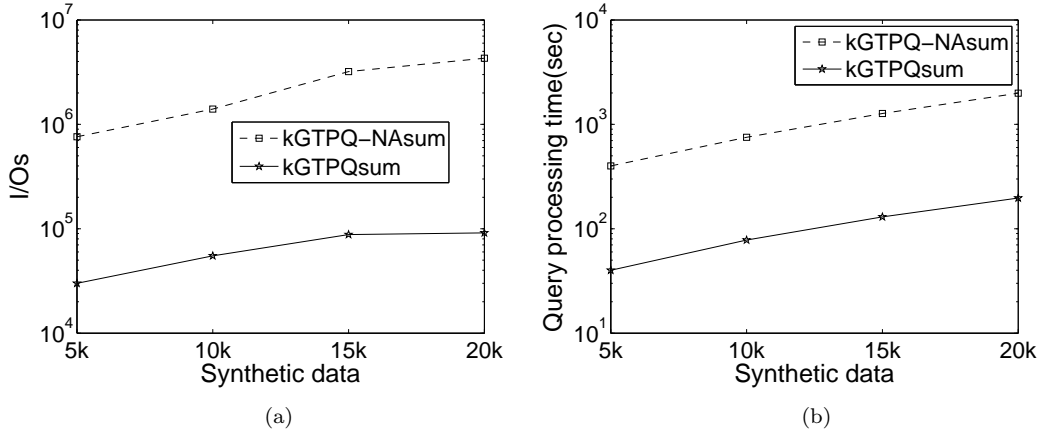 10^7
10^6
10^5
10^4
I/Os
kGTPQ-NAsum
kGTPQsum
5k 10k 15k 20k
Synthetic data
(a)
10^4
10^3
10^2
10^1
Query processing time(sec)
kGTPQ-NAsum
kGTPQsum
5k 10k 15k 20k
Synthetic data
(b)